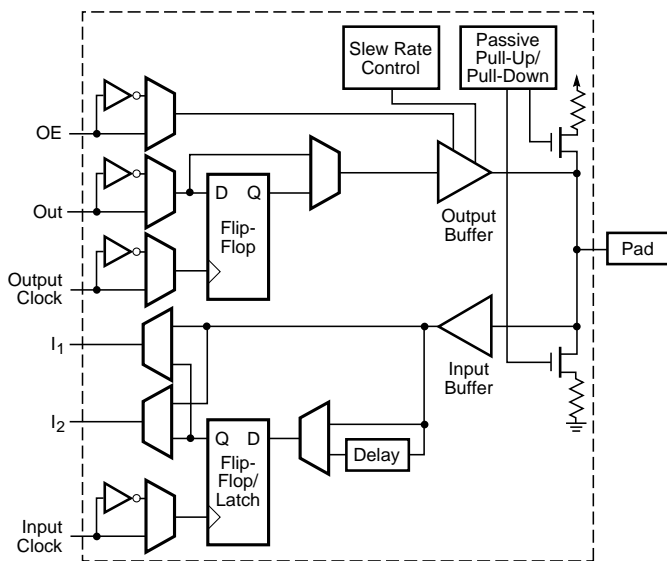 Slew Rate
Control
Passive
Pull-Up/
Pull-Down
OE
Out
D Q
Flip-
Flop
Output
Buffer
Pad
Output
Clock
I1
Input
Buffer
I2
Q D
Flip-
Flop/
Latch
Delay
Input
Clock